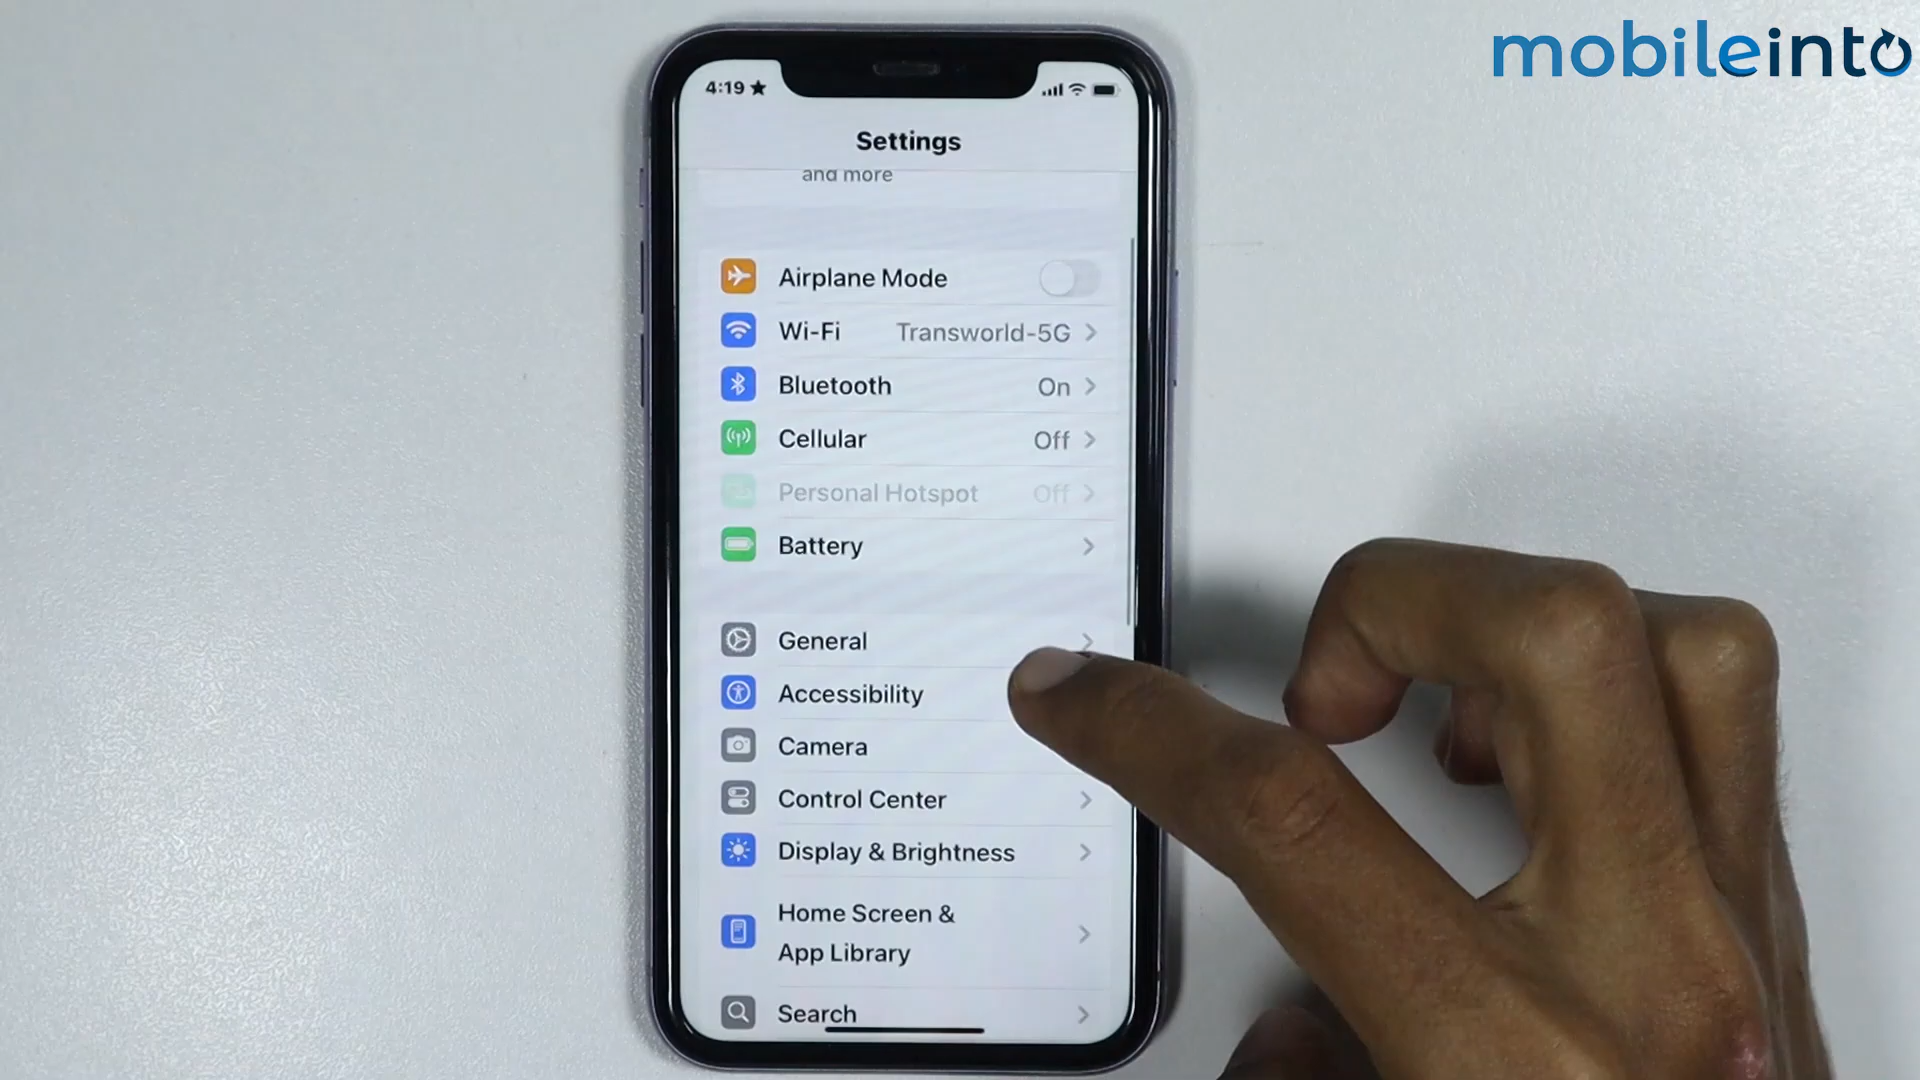 mobileinto
4:19
Settings
and more
Airplane Mode
Wi-Fi Transworld-5G
Bluetooth On
Cellular Off
Personal Hotspot Off
Battery
General
Accessibility
Camera
Control Center
Display & Brightness
Home Screen &
App Library
Search